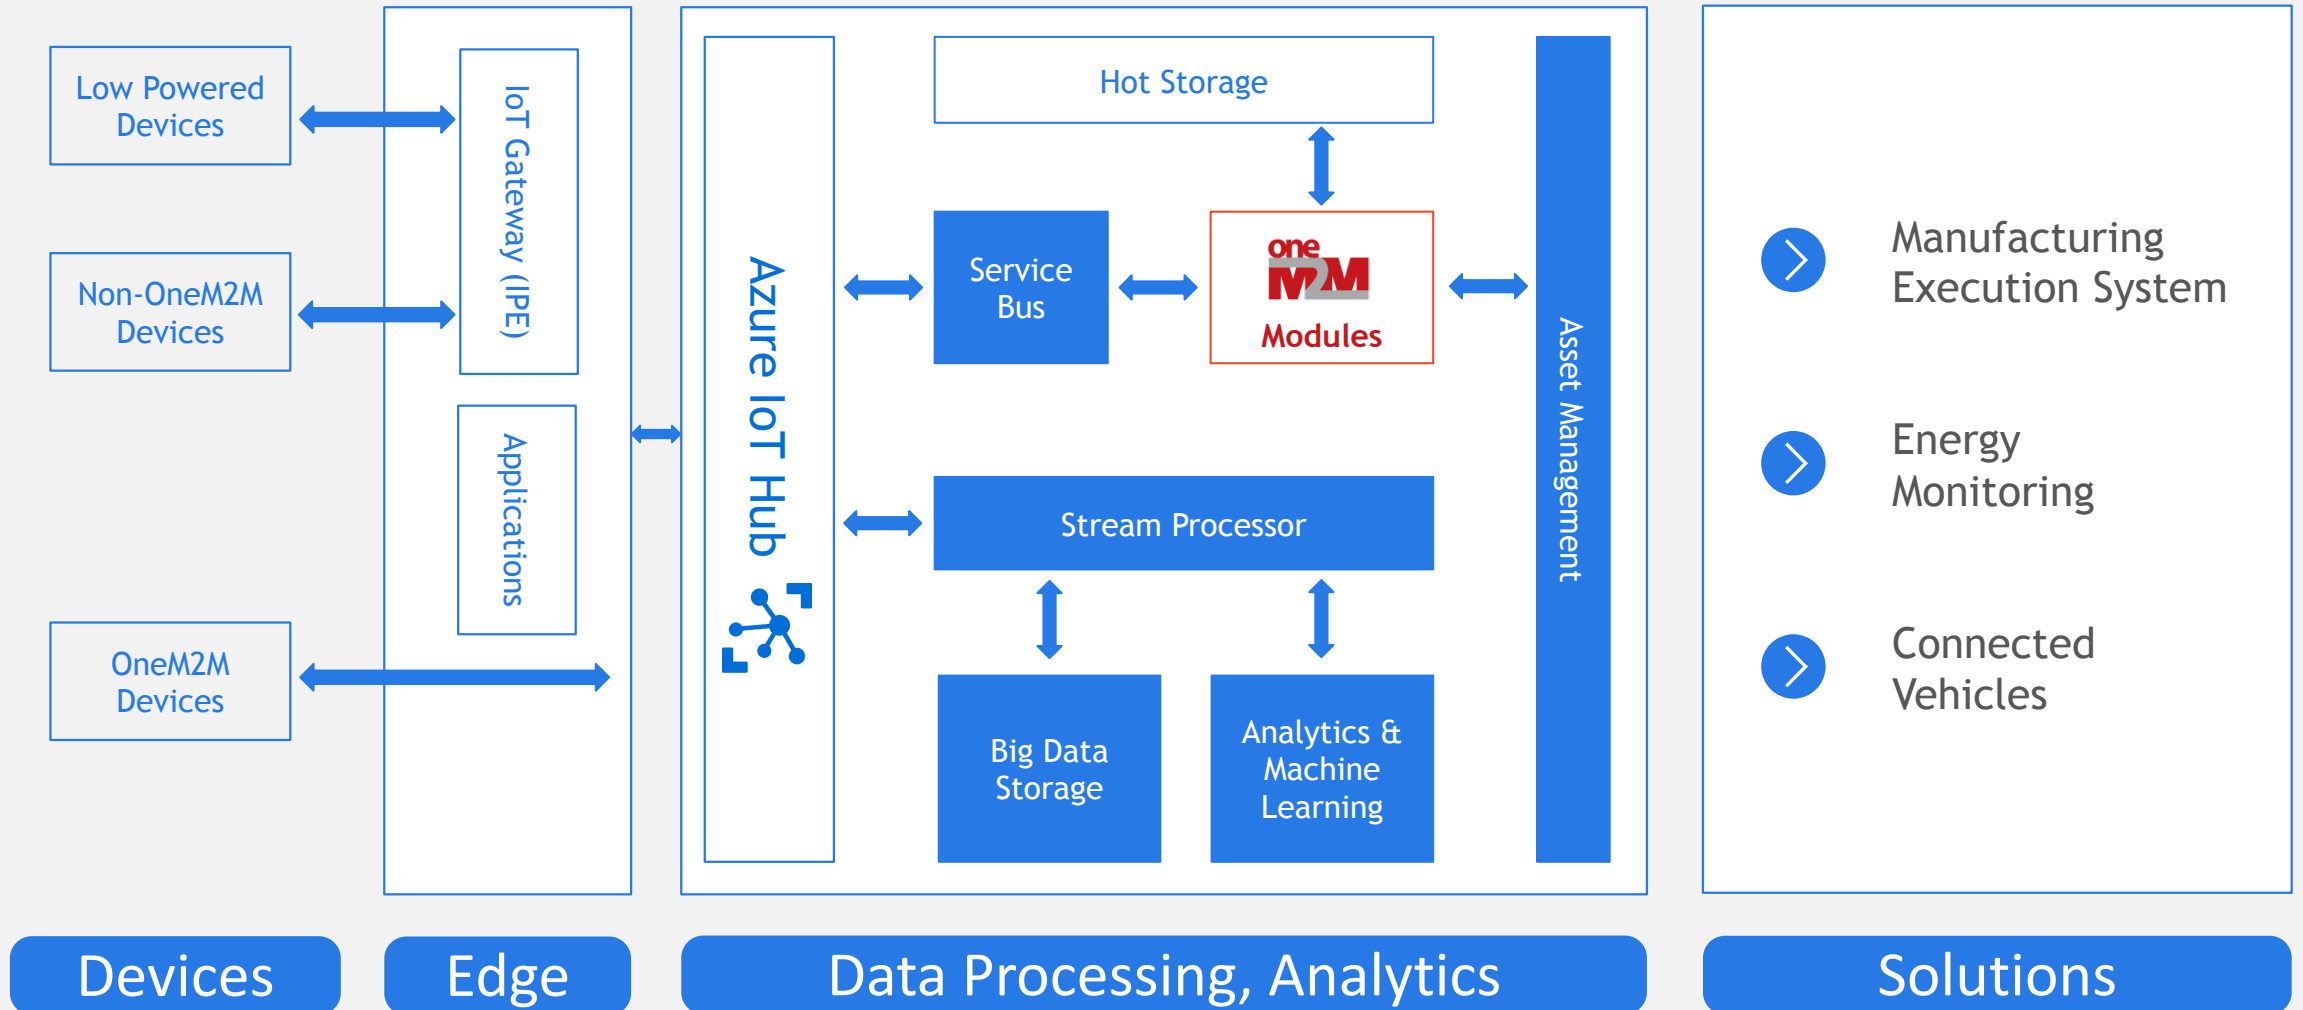 Low Powered
Devices
Non-OneM2M
Devices
OneM2M
Devices
IoT Gateway (IPE)
Applications
Azure IoT Hub
Hot Storage
Service
Bus
one
M2M
Modules
Stream Processor
Big Data
Storage
Analytics &
Machine
Learning
Asset Management
Manufacturing
Execution System
Energy
Monitoring
Connected
Vehicles
Devices
Edge
Data Processing, Analytics
Solutions